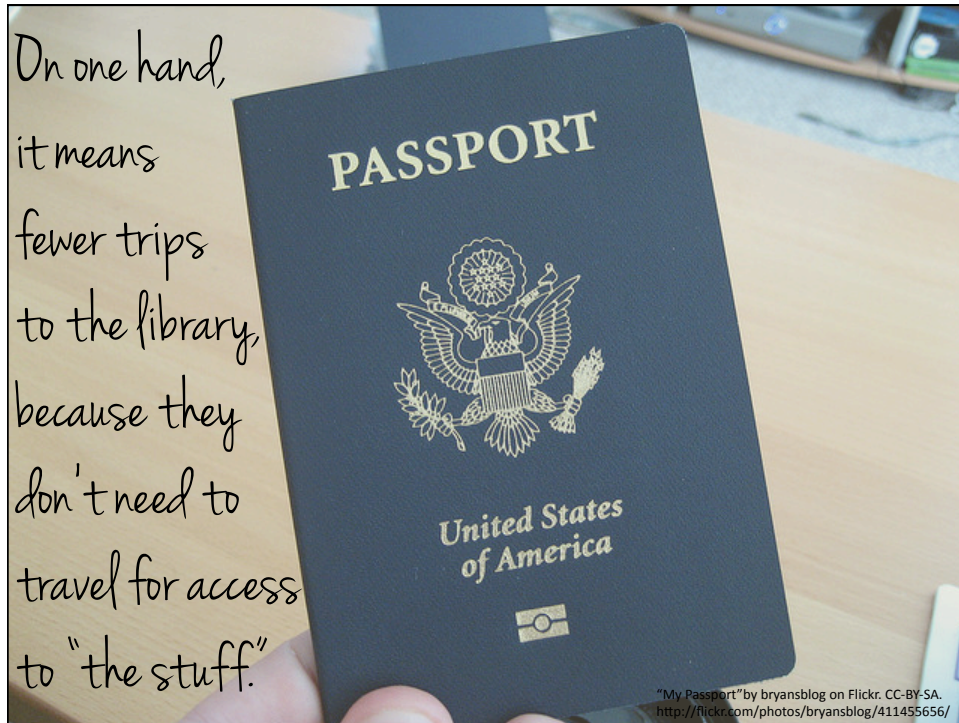 On one hand,
it means
fewer trips
to the library,
because they
don't need to
travel for access
to "the stuff."
PASSPORT
United States
of America
"My Passport"by bryansblog on Flickr. CC-BY-SA.
http://flickr.com/photos/bryansblog/411455656/